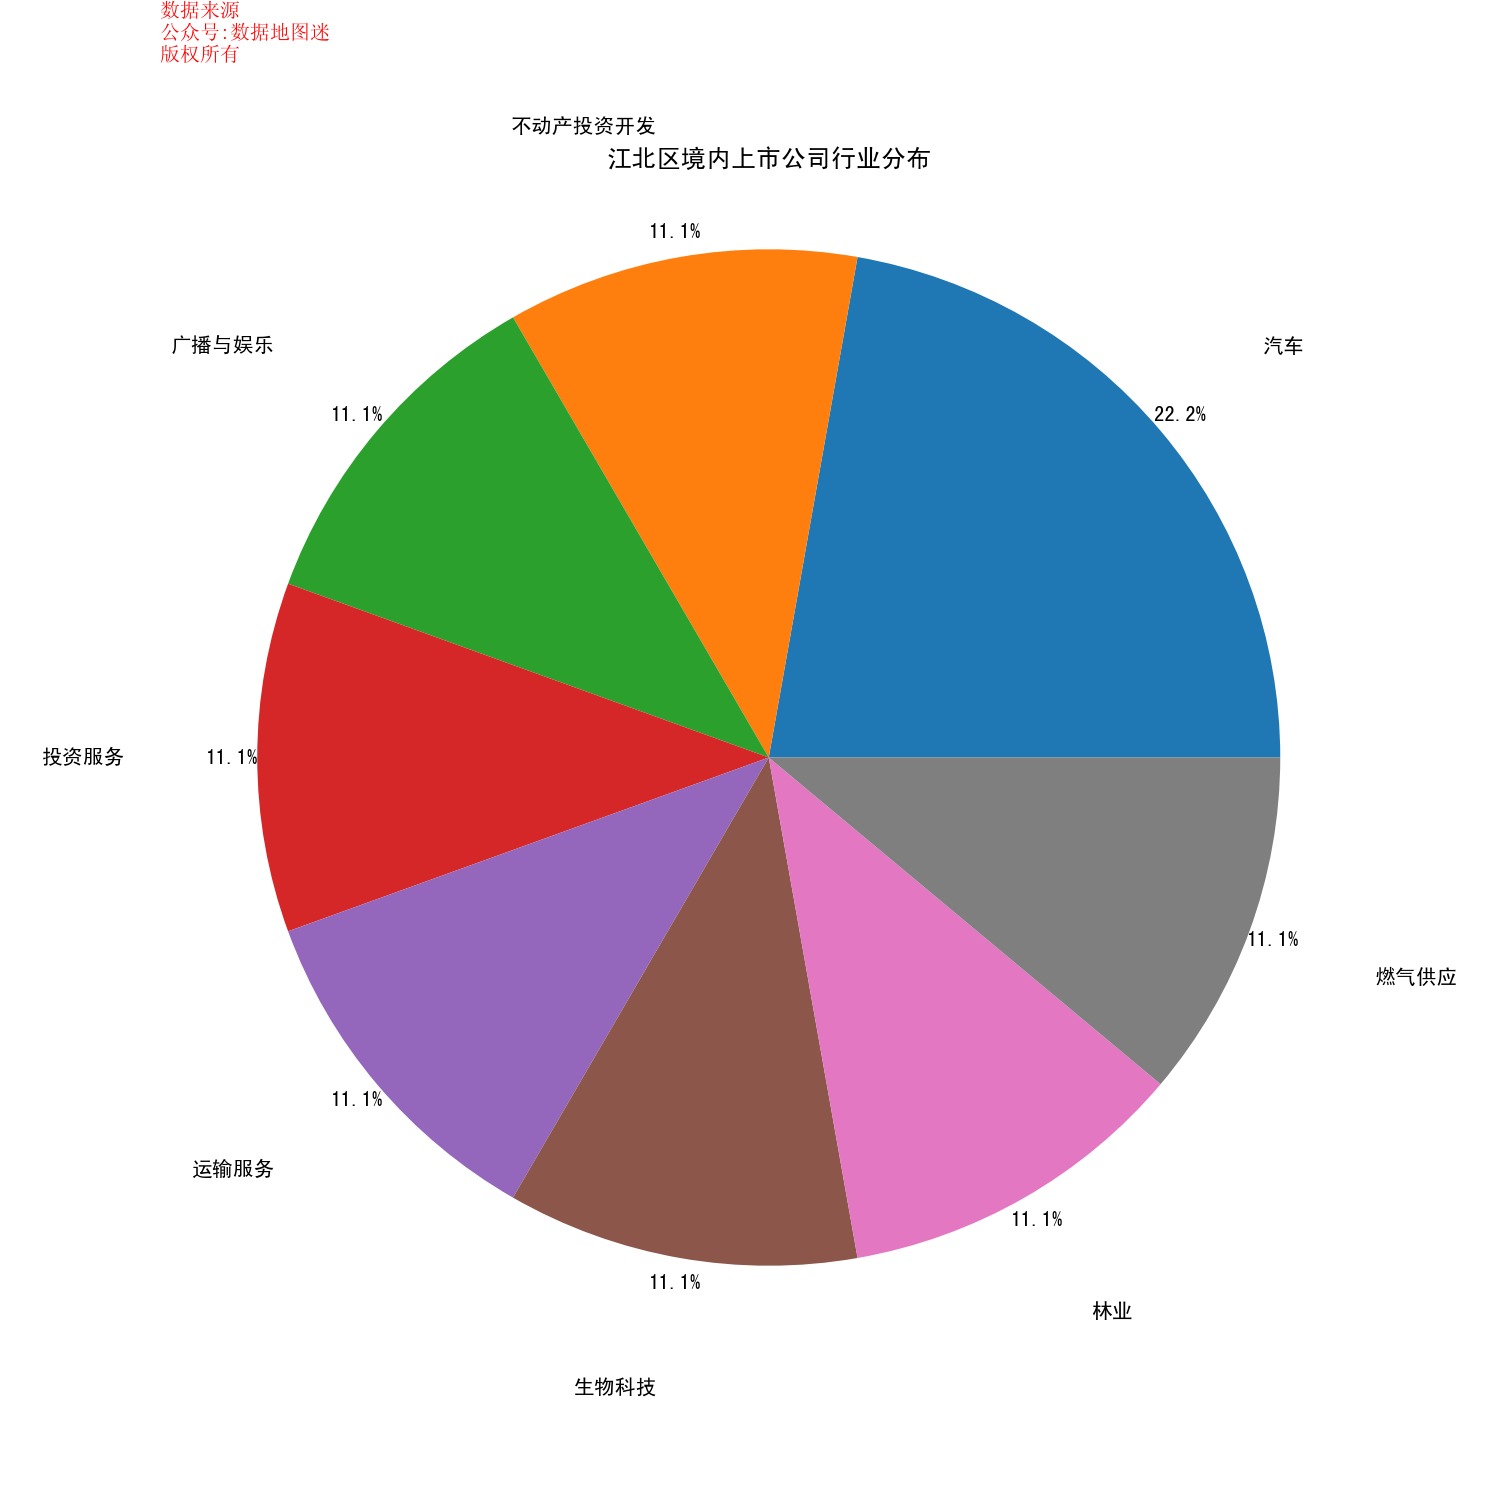 数据来源
公众号:数据地图迷
版权所有
不动产投资开发
江北区境内上市公司行业分布
11.1%
广播与娱乐
汽车
11.1%
22.2%
投资服务
11.1%
11.1%
燃气供应
11.1%
运输服务
11.1%
11.1%
林业
生物科技